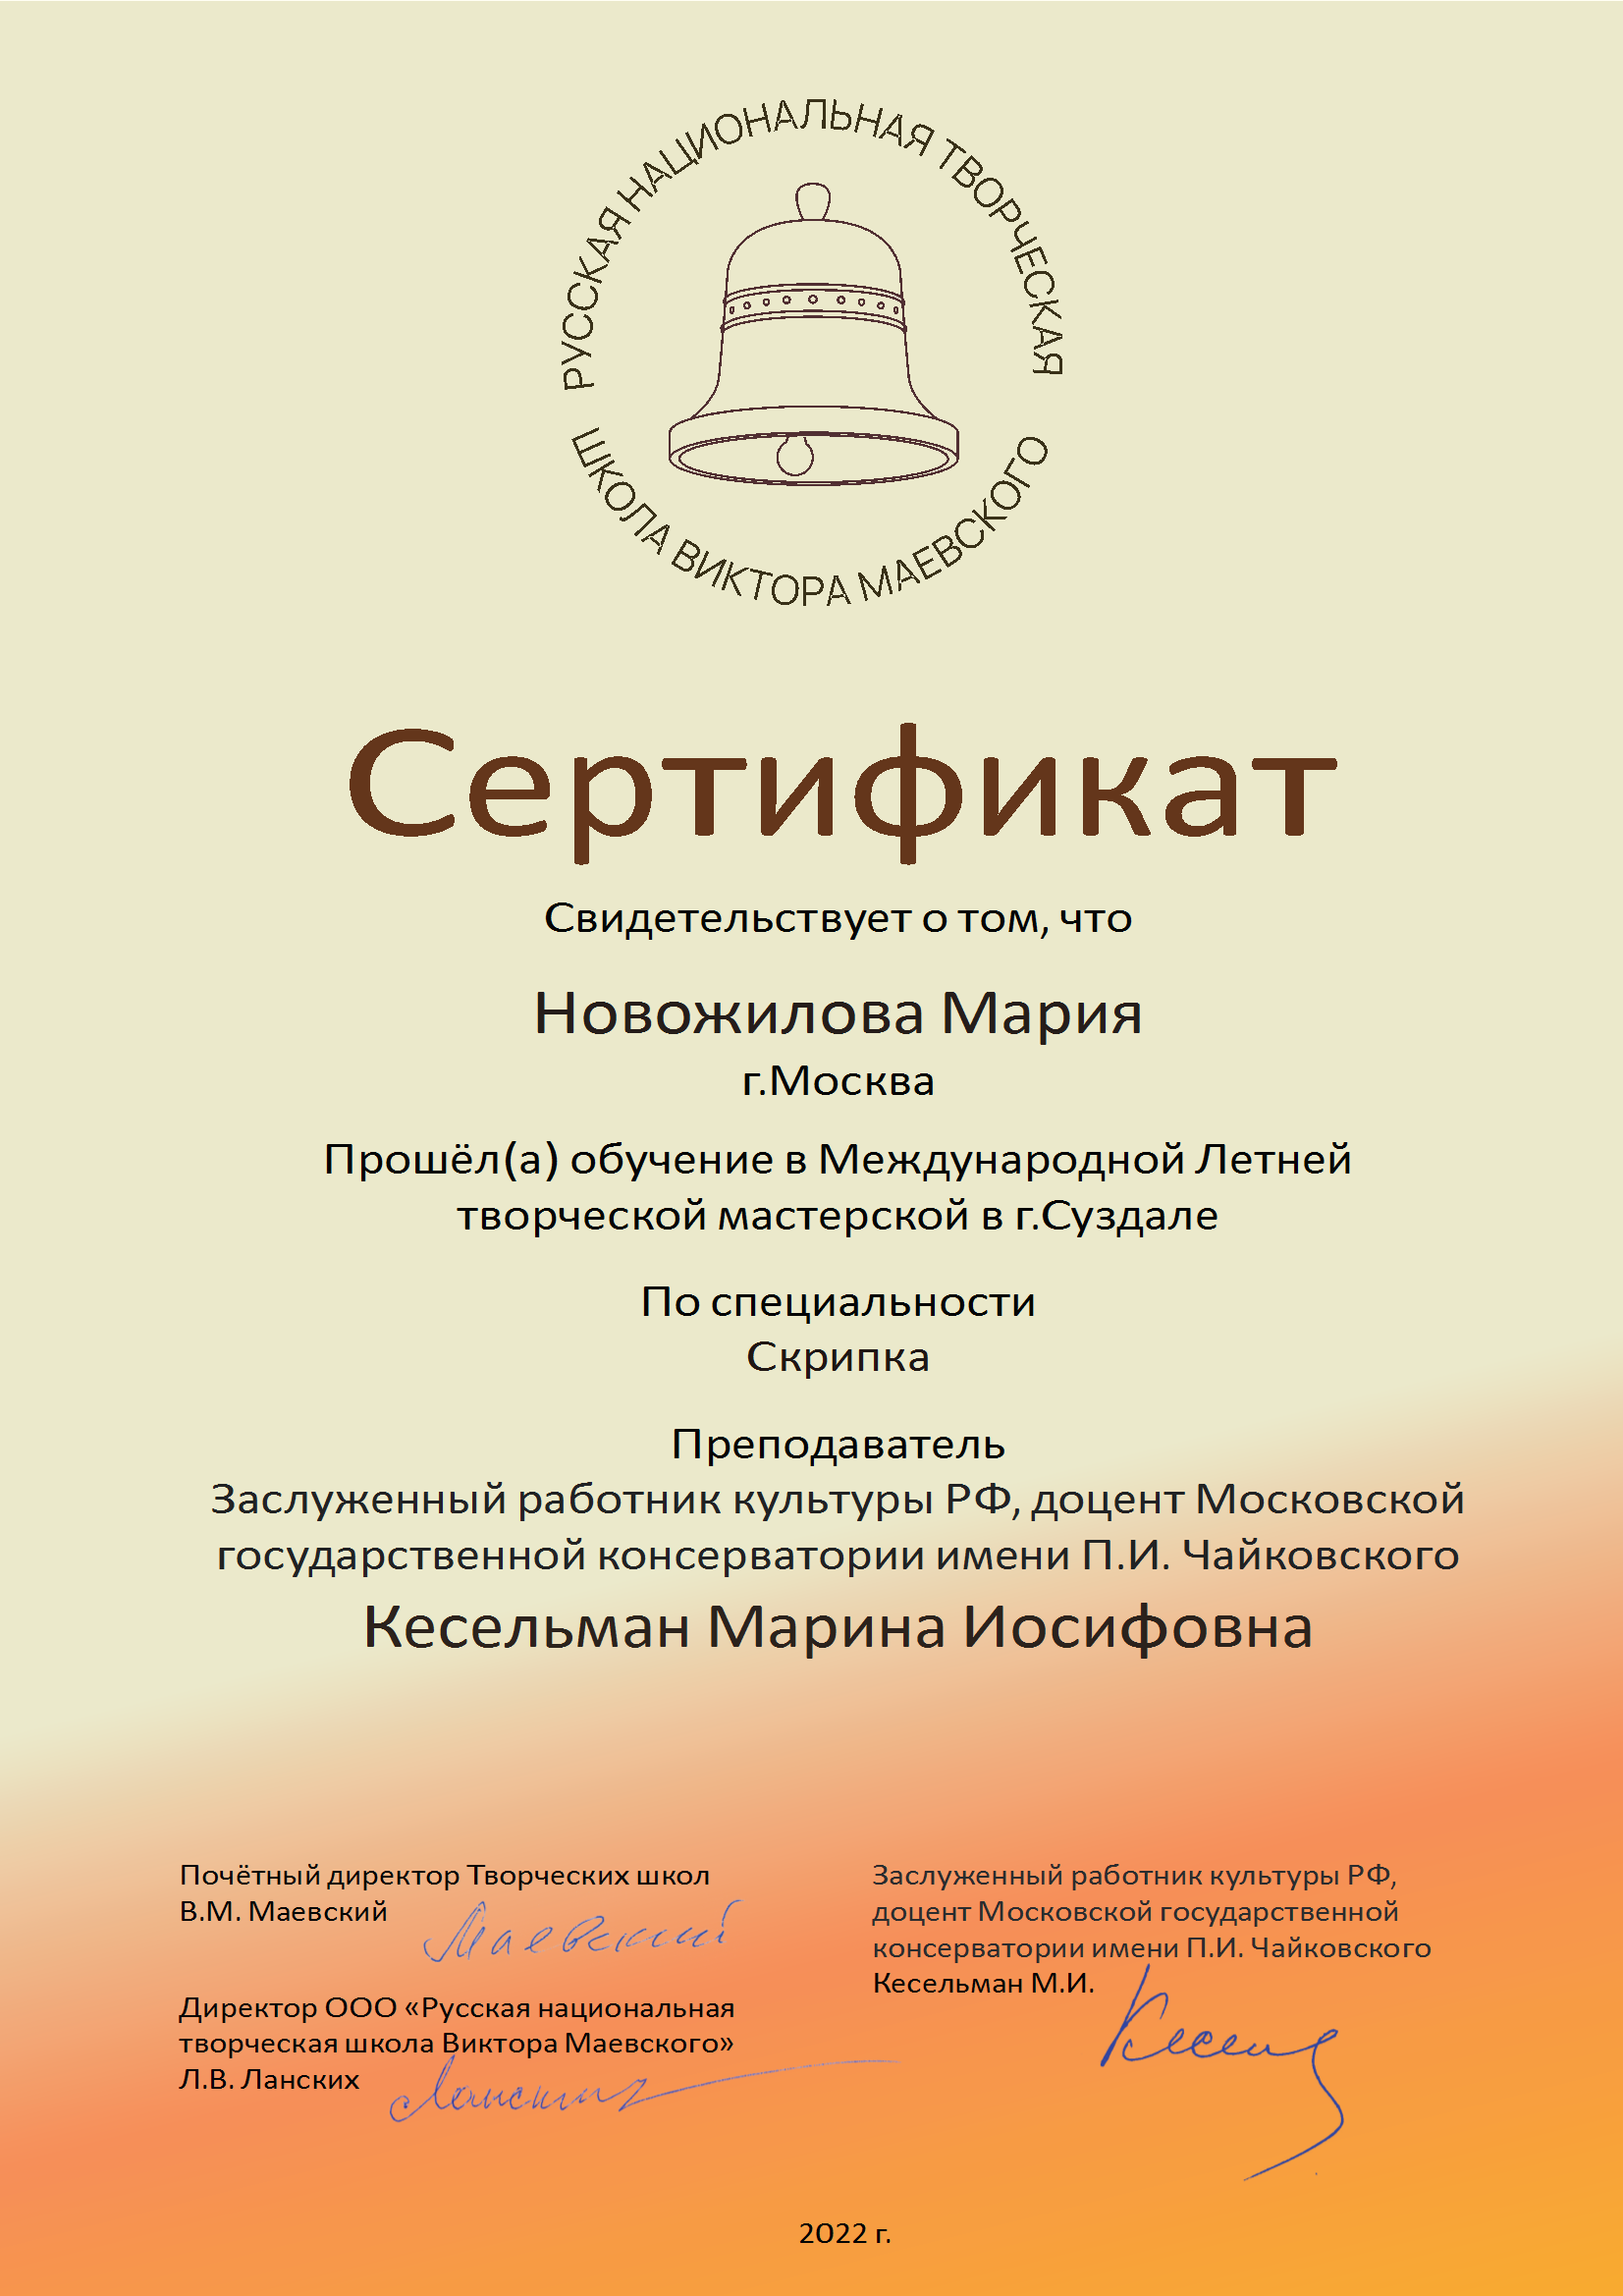 РУССКАЯ НАЦИОНАЛЬНАЯ ТВОРЧЕСКАЯ
ШКОЛА ВИКТОРА МАЕВСКОГО
Сертификат
Свидетельствует о том, что
Новожилова Мария
г.Москва
Прошёл(а) обучение в Международной Летней
творческой мастерской в г.Суздале
По специальности
Скрипка
Преподаватель
Заслуженный работник культуры РФ, доцент Московской
государственной консерватории имени П.И. Чайковского
Кесельман Марина Иосифовна
Почётный директор Творческих школ
В.М. Маевский
Маевский
Директор ООО «Русская национальная
творческая школа Виктора Маевского»
Л.В. Ланских
Заслуженный работник культуры РФ,
доцент Московской государственной
консерватории имени П.И. Чайковского
Кесельман М.И.
2022 г.